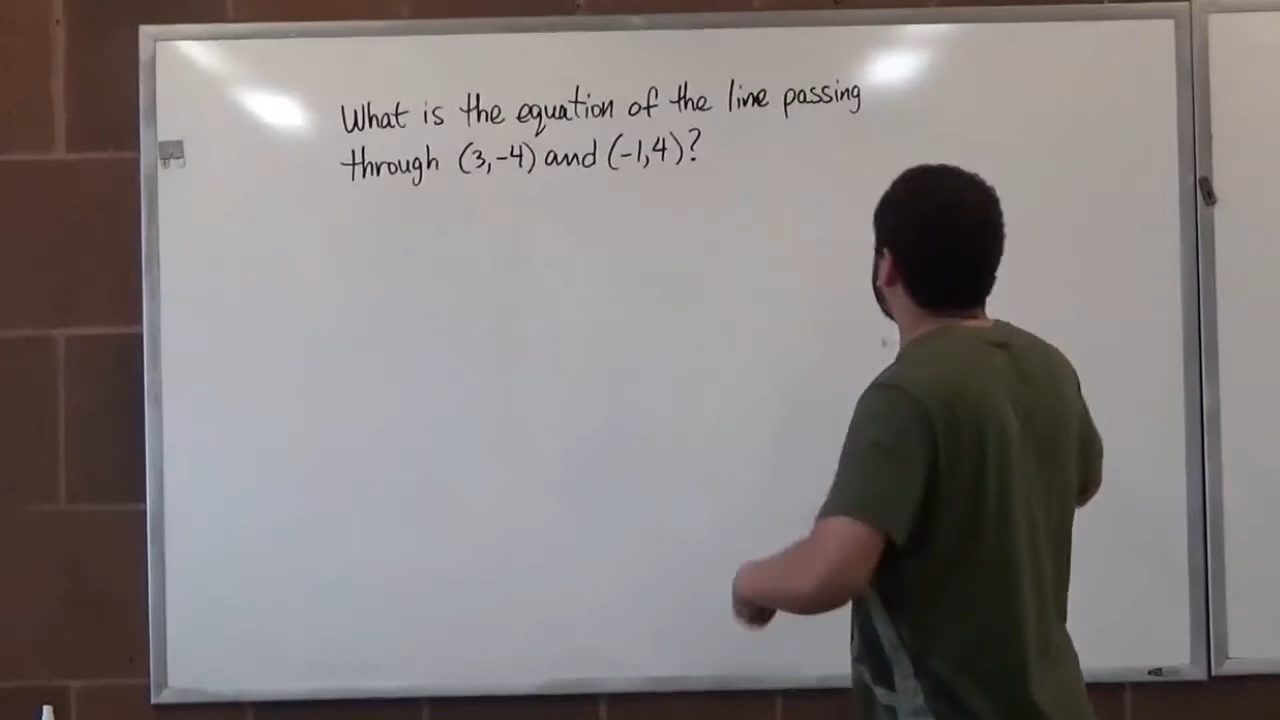 What is the equation of the line passing
through (3,-4) and (-1,4)?